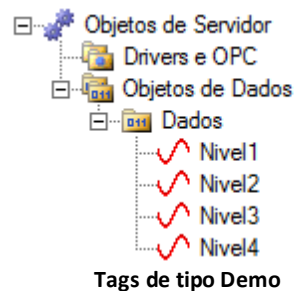 Objetos de Servidor
Drivers e OPC
Objetos de Dados
Dados
Nivel1
Nivel2
Nivel3
Nivel4
Tags de tipo Demo